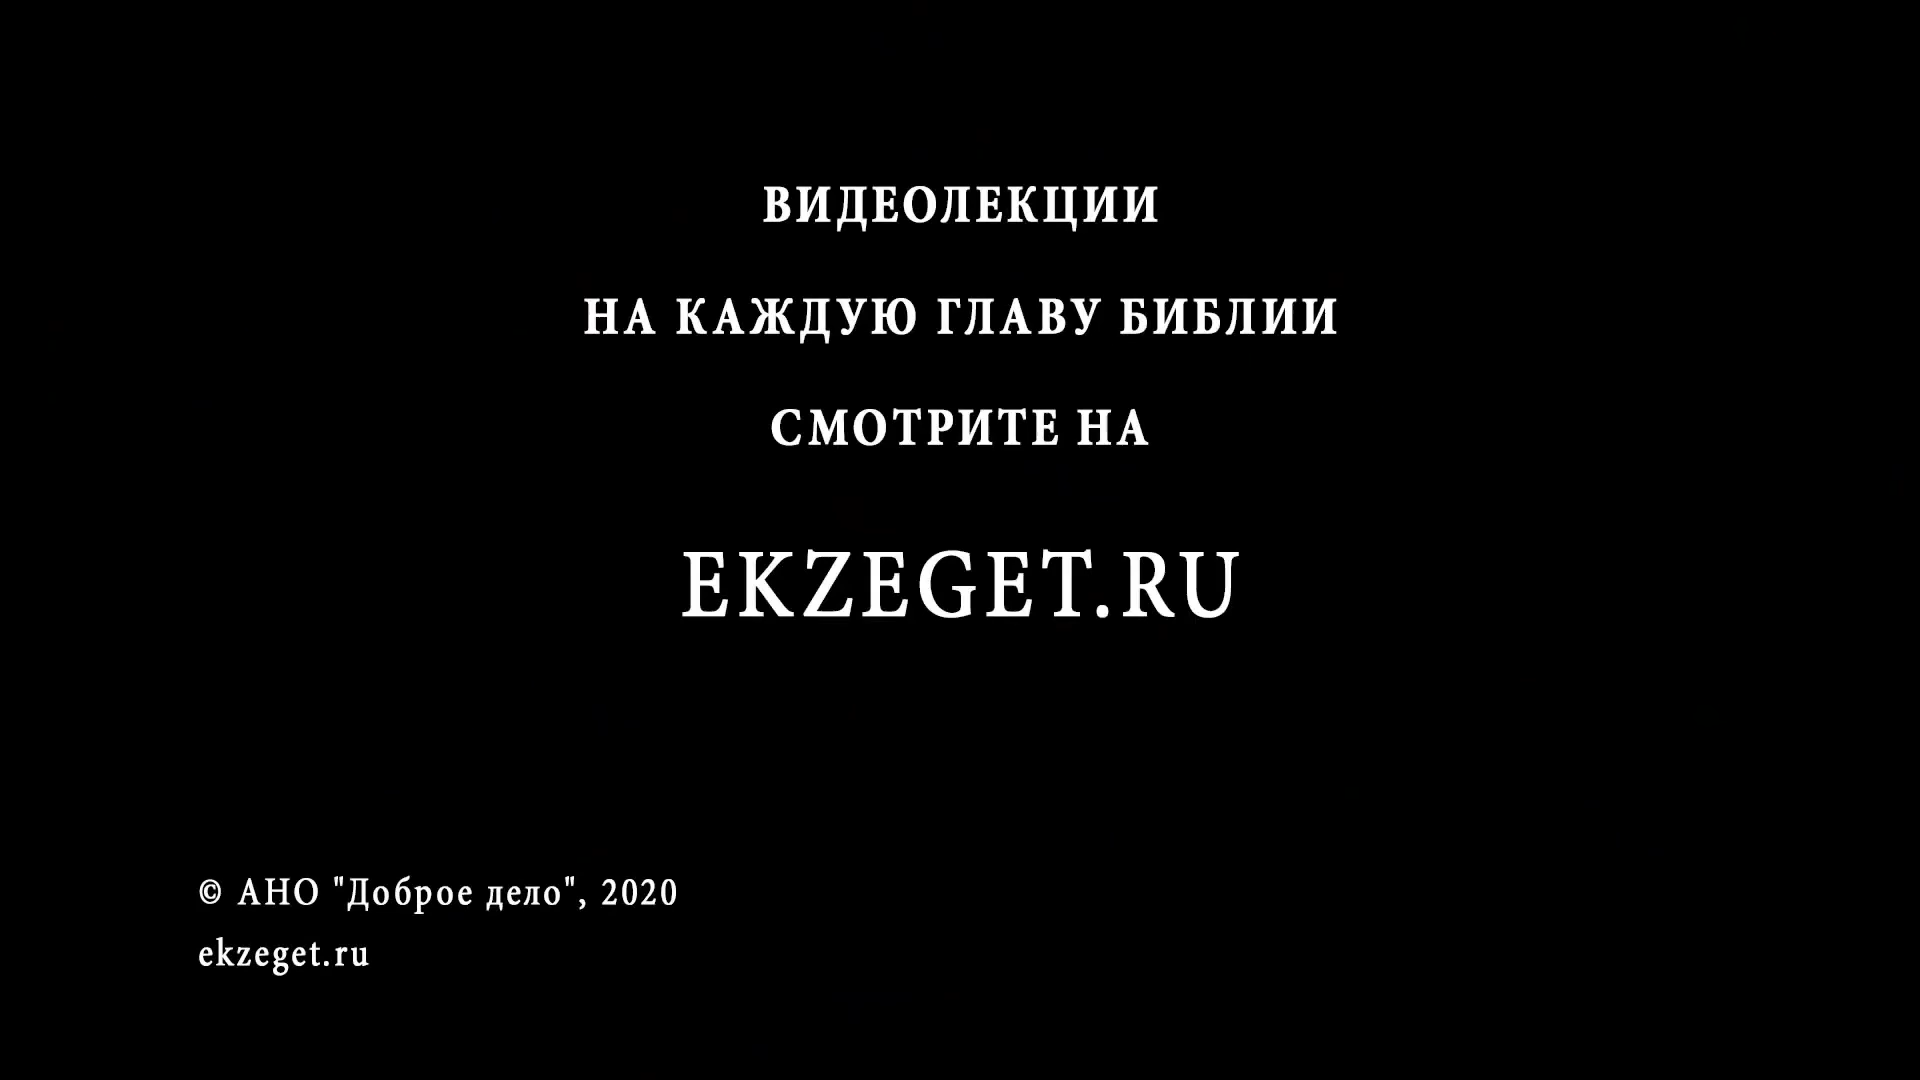 ВИДЕОЛЕКЦИИ
НА КАЖДУЮ ГЛАВУ БИБЛИИ
СМОТРИТЕ НА
EKZEGET.RU
© АНО "Доброе дело", 2020
ekzeget.ru